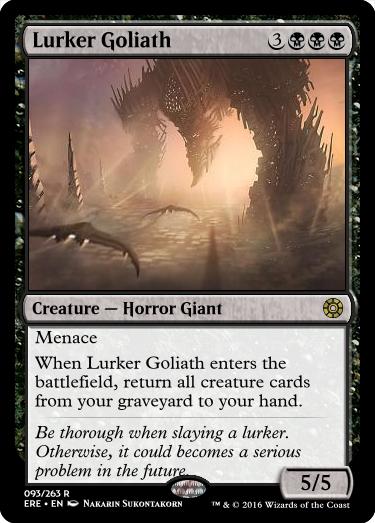 Lurker Goliath 3
Creature — Horror Giant
Menace
When Lurker Goliath enters the
battlefield, return all creature cards
from your graveyard to your hand.
Be thorough when slaying a lurker.
Otherwise, it could becomes a serious
problem in the future.
5/5
093/263 R
ERE • EN Nakarin Sukontakorn ™ & © 2016 Wizards of the Coast